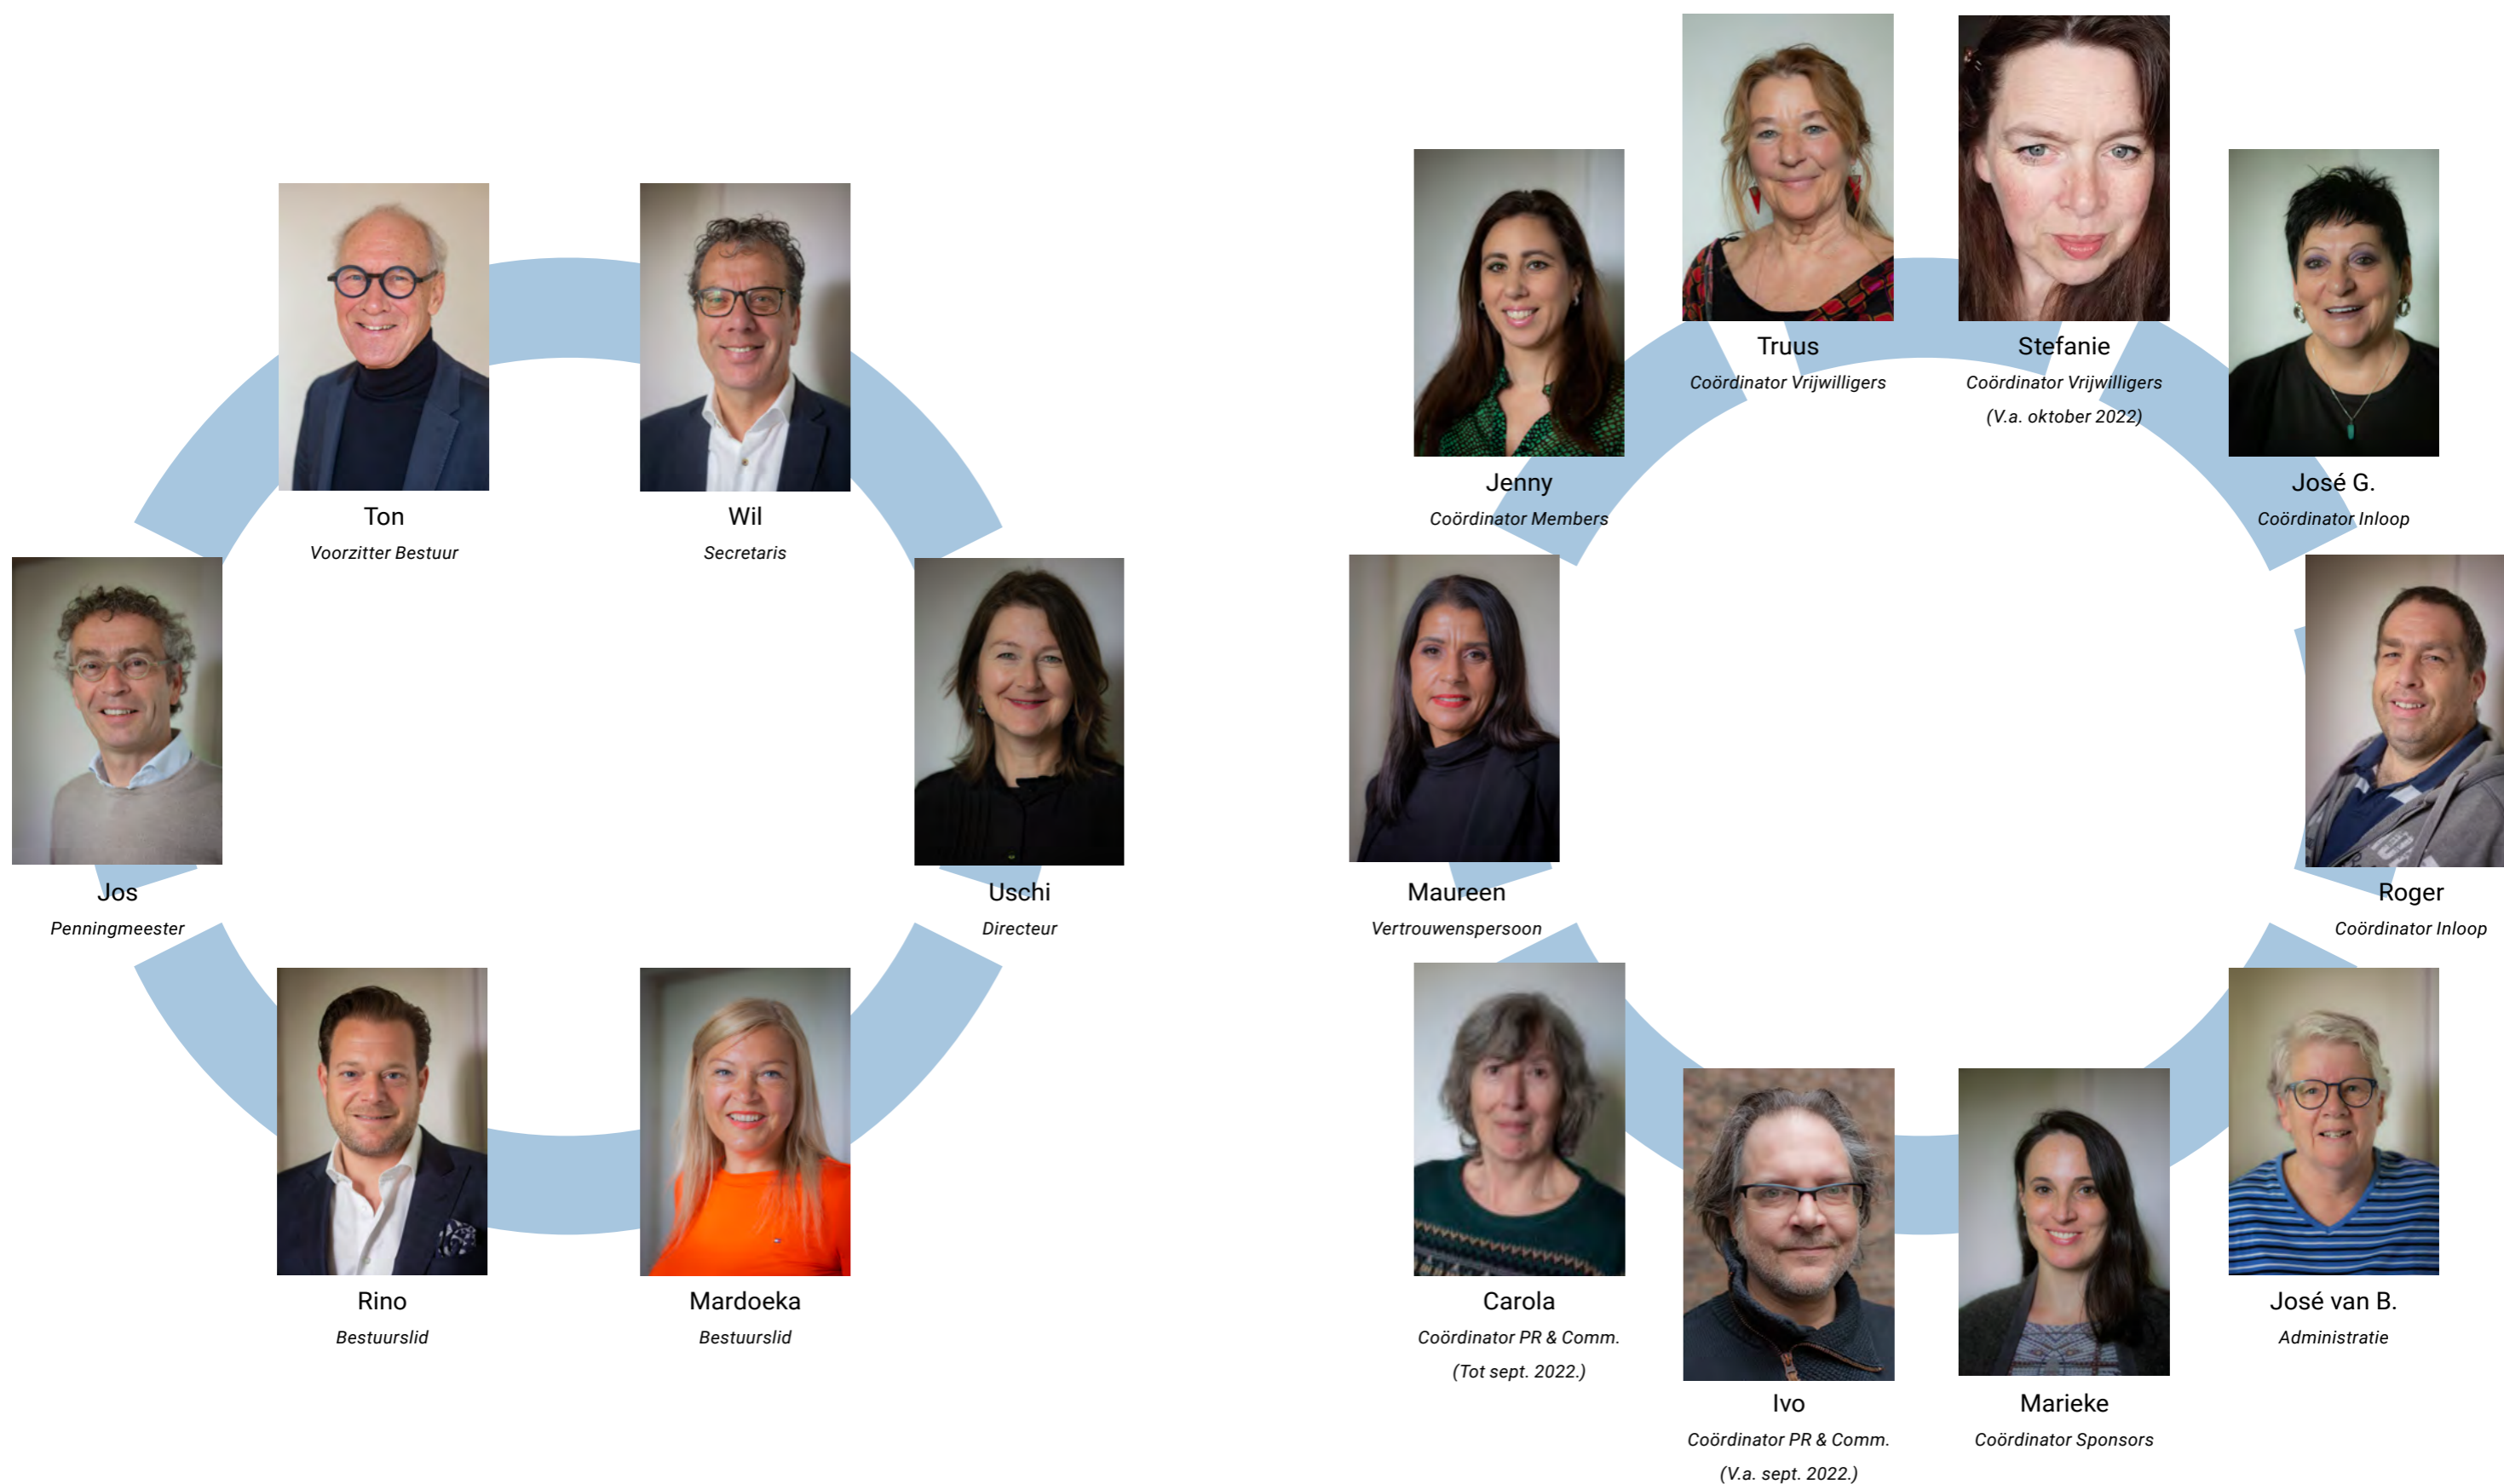 Ton
Voorzitter Bestuur
Wil
Secretaris
Jos
Penningmeester
Uschi
Directeur
Rino
Bestuurslid
Mardoeka
Bestuurslid
Truus
Coördinator Vrijwilligers
Stefanie
Coördinator Vrijwilligers
(V.a. oktober 2022)
Jenny
Coördinator Members
José G.
Coördinator Inloop
Maureen
Vertrouwenspersoon
Roger
Coördinator Inloop
Carola
Coördinator PR & Comm.
(Tot sept. 2022.)
Ivo
Coördinator PR & Comm.
(V.a. sept. 2022.)
Marieke
Coördinator Sponsors
José van B.
Administratie